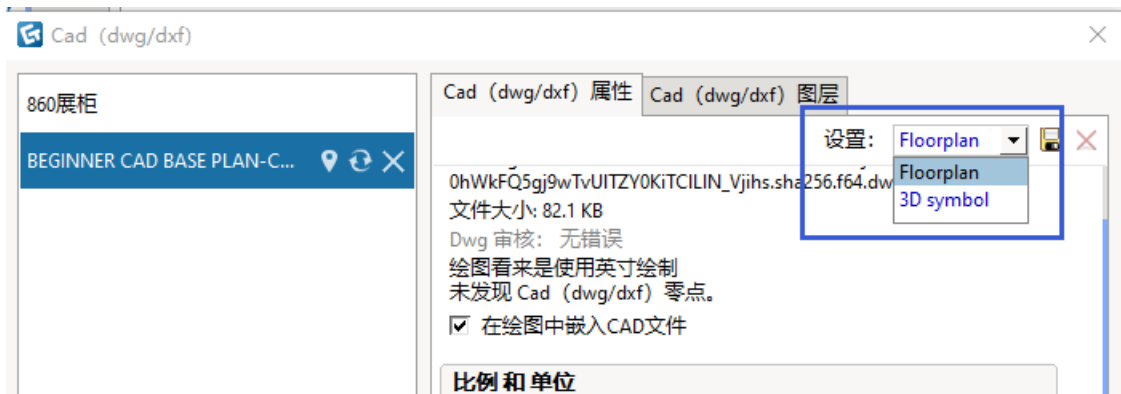 Cad (dwg/dxf)
860展柜
BEGINNER CAD BASE PLAN-C...
Cad (dwg/dxf) 属性
Cad (dwg/dxf) 图层
设置:
Floorplan
Floorplan
3D symbol
0hWkFQ5gj9wTvUITZY0KiTCILIN_Vjihs.sha256.f64.dw
文件大小: 82.1 KB
Dwg 审核: 无错误
绘图看来是使用英寸绘制
未发现 Cad (dwg/dxf) 零点。
在绘图中嵌入CAD文件
比例和单位